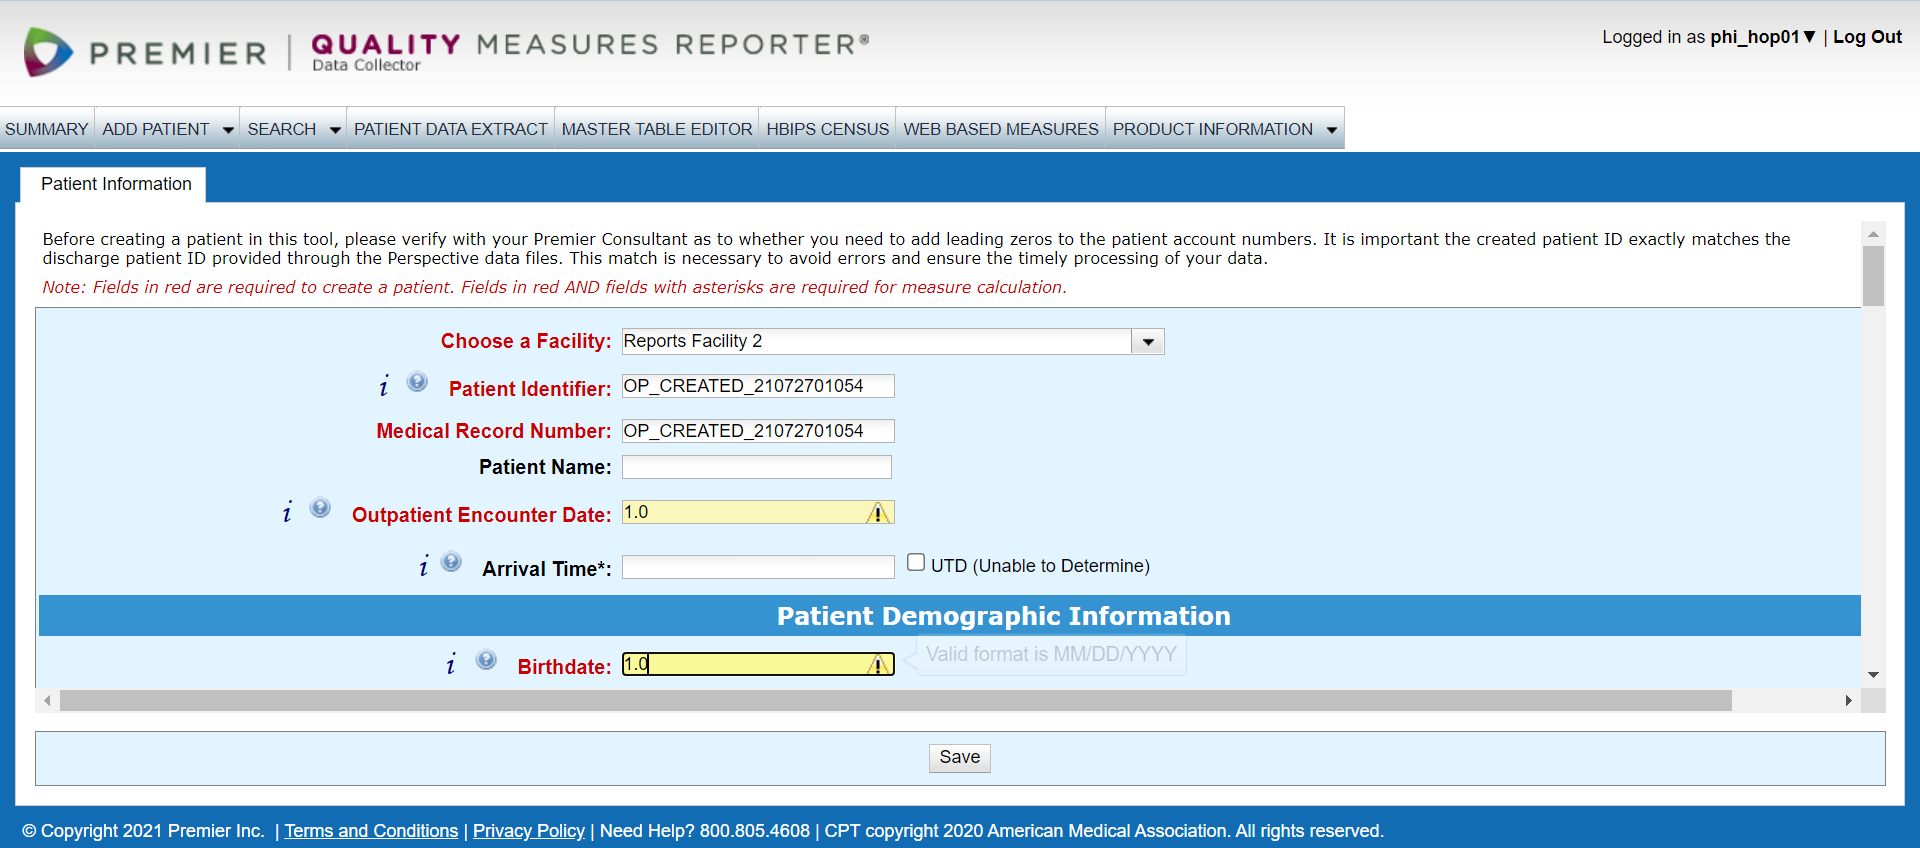 PREMIER | QUALITY MEASURES REPORTER®
Data Collector
Logged in as phi_hop01▼ | Log Out
SUMMARY ADD PATIENT SEARCH PATIENT DATA EXTRACT MASTER TABLE EDITOR HBIPS CENSUS WEB BASED MEASURES PRODUCT INFORMATION
Patient Information
Before creating a patient in this tool, please verify with your Premier Consultant as to whether you need to add leading zeros to the patient account numbers. It is important the created patient ID exactly matches the
discharge patient ID provided through the Perspective data files. This match is necessary to avoid errors and ensure the timely processing of your data.
Note: Fields in red are required to create a patient. Fields in red AND fields with asterisks are required for measure calculation.
Choose a Facility: Reports Facility 2
i ? Patient Identifier: OP_CREATED_21072701054
Medical Record Number: OP_CREATED_21072701054
Patient Name:
i ? Outpatient Encounter Date: 1.0
i ? Arrival Time*: UTD (Unable to Determine)
Patient Demographic Information
i ? Birthdate: 1.0 Valid format is MM/DD/YYYY
Save
© Copyright 2021 Premier Inc. | Terms and Conditions | Privacy Policy | Need Help? 800.805.4608 | CPT copyright 2020 American Medical Association. All rights reserved.